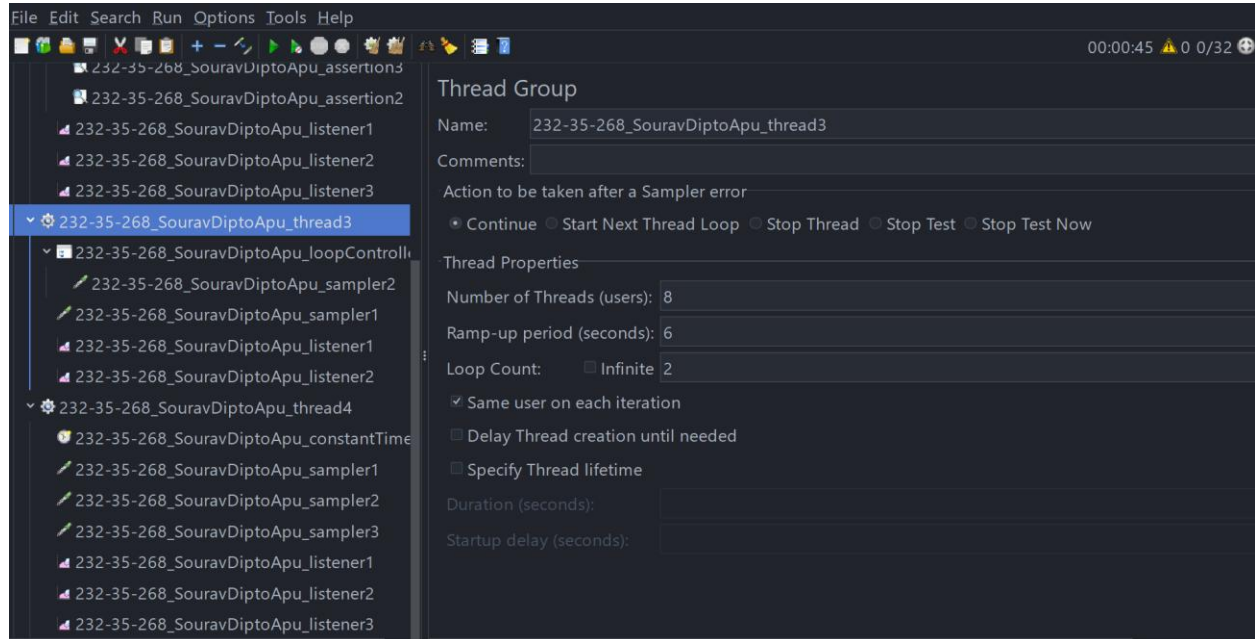 File Edit Search Run Options Tools Help
00:00:45 0 0/32
232-35-268_SouravDiptoApu_assertion3
232-35-268_SouravDiptoApu_assertion2
232-35-268_SouravDiptoApu_listener1
232-35-268_SouravDiptoApu_listener2
232-35-268_SouravDiptoApu_listener3
232-35-268_SouravDiptoApu_thread3
232-35-268_SouravDiptoApu_loopControlle
232-35-268_SouravDiptoApu_sampler2
232-35-268_SouravDiptoApu_sampler1
232-35-268_SouravDiptoApu_listener1
232-35-268_SouravDiptoApu_listener2
232-35-268_SouravDiptoApu_thread4
232-35-268_SouravDiptoApu_constantTime
232-35-268_SouravDiptoApu_sampler1
232-35-268_SouravDiptoApu_sampler2
232-35-268_SouravDiptoApu_sampler3
232-35-268_SouravDiptoApu_listener1
232-35-268_SouravDiptoApu_listener2
232-35-268_SouravDiptoApu_listener3
Thread Group
Name: 232-35-268_SouravDiptoApu_thread3
Comments:
Action to be taken after a Sampler error
Continue Start Next Thread Loop Stop Thread Stop Test Stop Test Now
Thread Properties
Number of Threads (users): 8
Ramp-up period (seconds): 6
Loop Count: Infinite 2
Same user on each iteration
Delay Thread creation until needed
Specify Thread lifetime
Duration (seconds):
Startup delay (seconds):